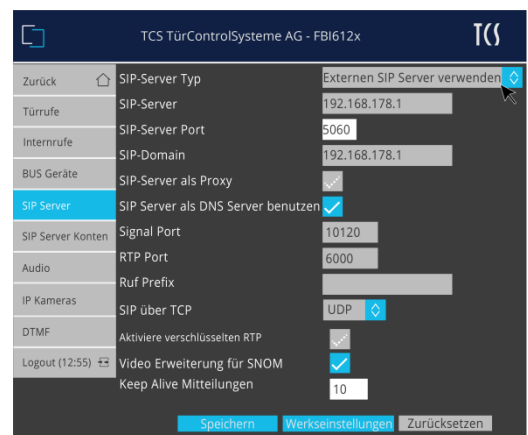 TCS TürControlSysteme AG - FBI612x
TCS
Zurück
Türrufe
Internrufe
BUS Geräte
SIP Server
SIP Server Konten
Audio
IP Kameras
DTMF
Logout (12:55)
SIP-Server Typ Externen SIP Server verwenden
SIP-Server 192.168.178.1
SIP-Server Port 5060
SIP-Domain 192.168.178.1
SIP-Server als Proxy
SIP Server als DNS Server benutzen
Signal Port 10120
RTP Port 6000
Ruf Prefix
SIP über TCP UDP
Aktiviere verschlüsselten RTP
Video Erweiterung für SNOM
Keep Alive Mitteilungen 10
Speichern Werkseinstellungen Zurücksetzen